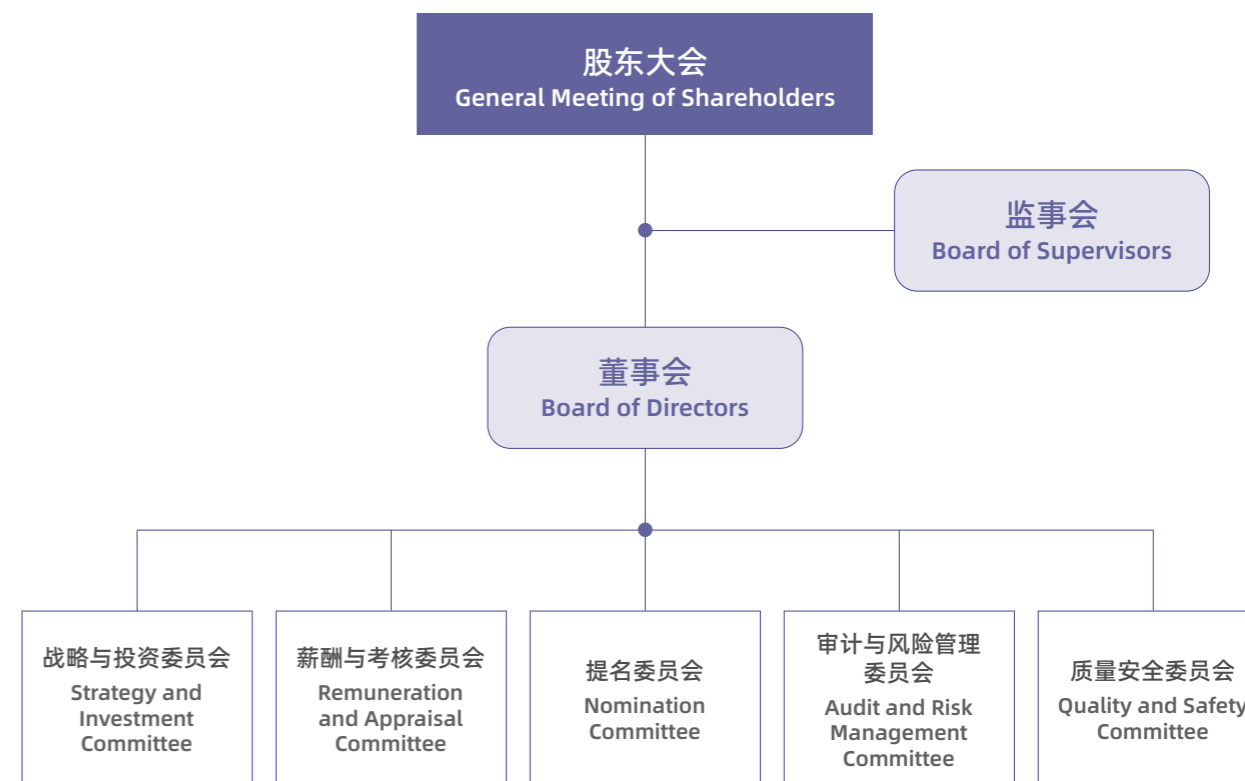 股东大会
General Meeting of Shareholders
监事会
Board of Supervisors
董事会
Board of Directors
战略与投资委员会
Strategy and
Investment
Committee
薪酬与考核委员会
Remuneration
and Appraisal
Committee
提名委员会
Nomination
Committee
审计与风险管理
委员会
Audit and Risk
Management
Committee
质量安全委员会
Quality and Safety
Committee